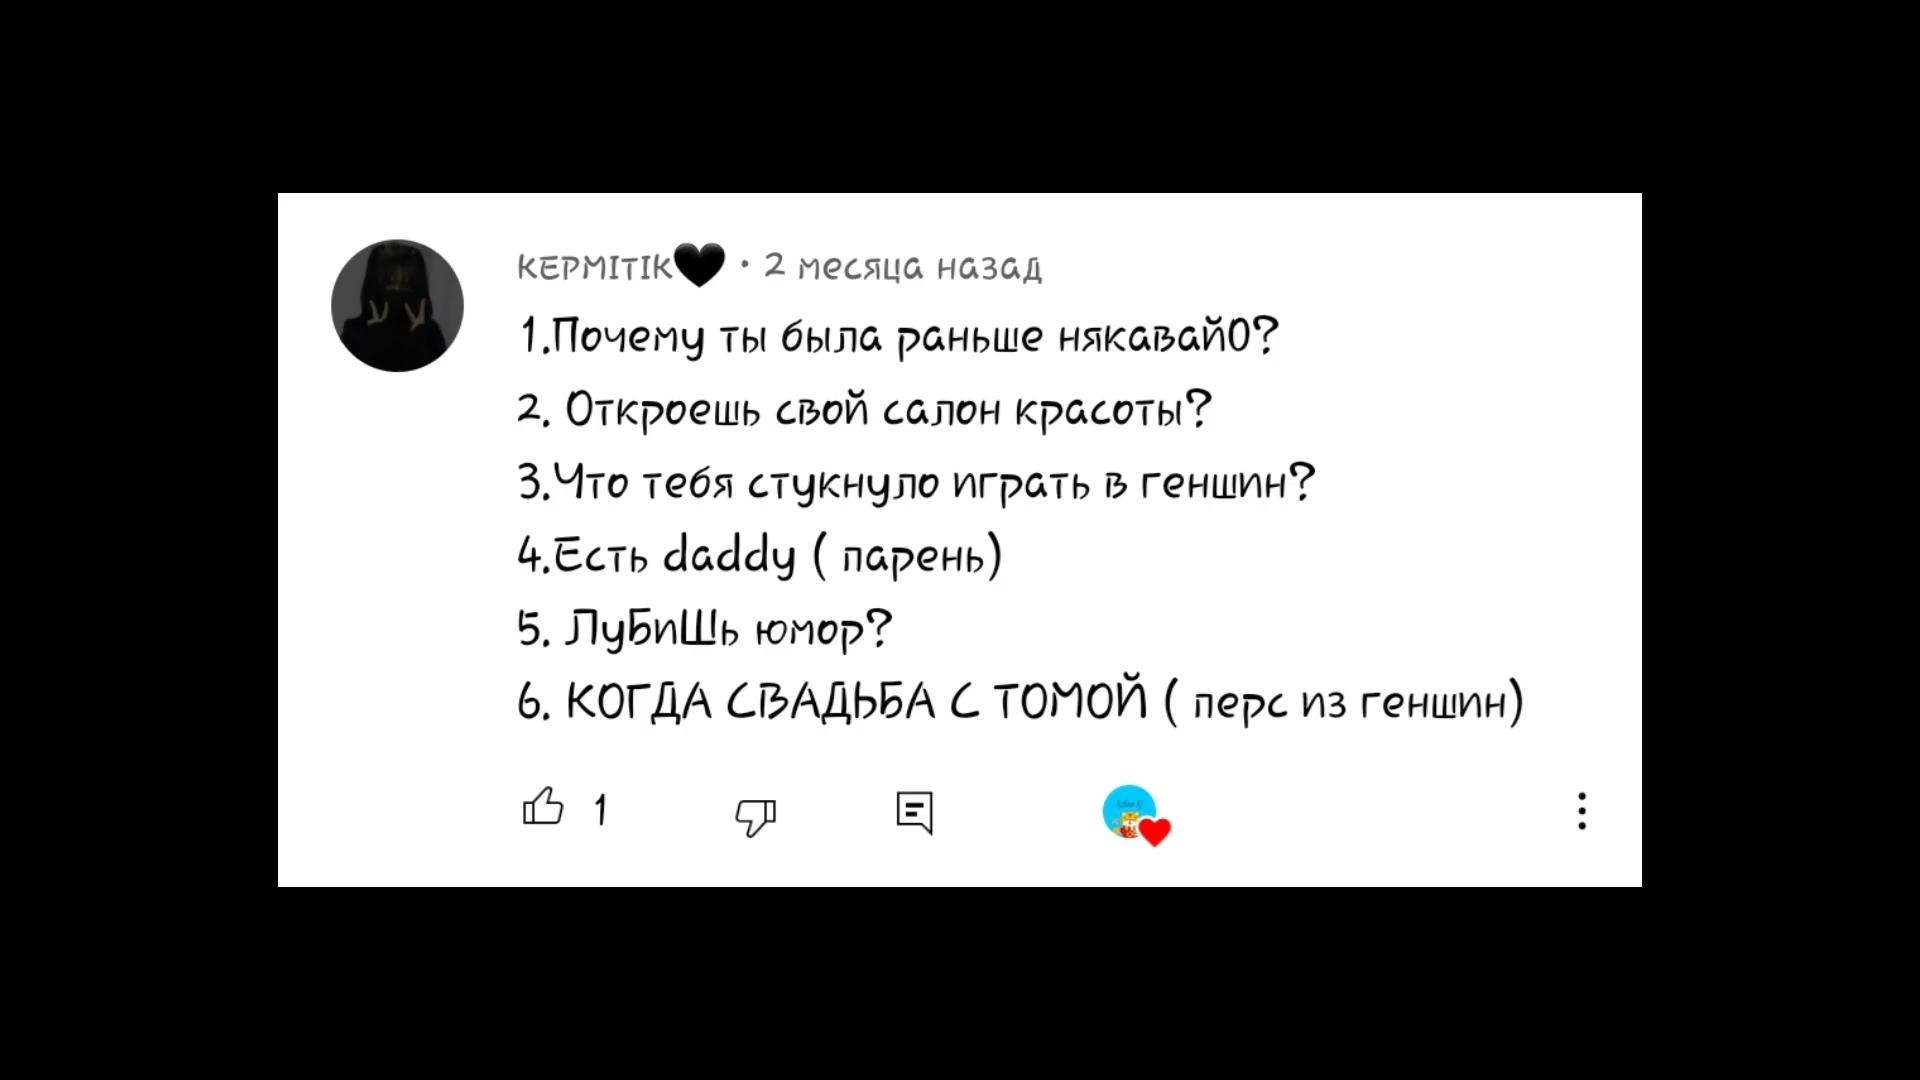 KEPMITIK🖤 · 2 месяца назад
1.Почему ты была раньше някавайО?
2. Откроешь свой салон красоты?
3.Что тебя стукнуло играть в геншин?
4.Есть daddy ( парень)
5. ЛуБиШь юмор?
6. КОГДА СВАДЬБА С ТОМОЙ ( перс из геншин)
1